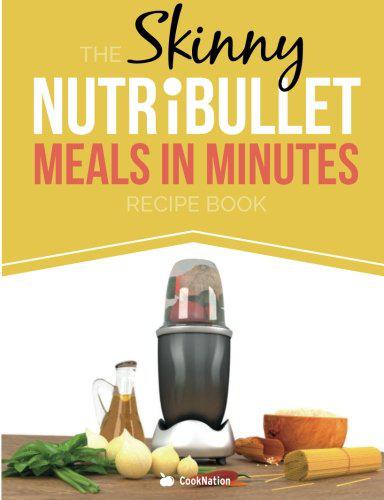 THE Skinny
NUTRiBULLET
MEALS IN MINUTES
RECIPE BOOK
CookNation